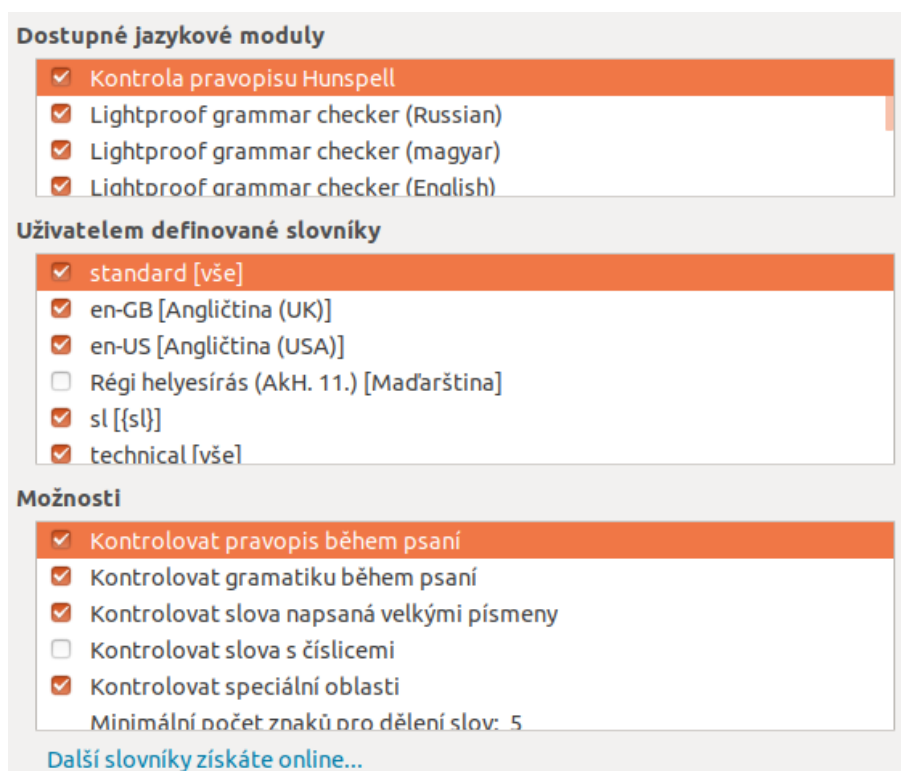 Dostupné jazykové moduly
Kontrola pravopisu Hunspell
Lightproof grammar checker (Russian)
Lightproof grammar checker (magyar)
Lightproof grammar checker (English)
Uživatelem definované slovníky
standard [vše]
en-GB [Angličtina (UK)]
en-US [Angličtina (USA)]
Régi helyesírás (AkH. 11.) [Maďarština]
sl [{sl}]
technical [vše]
Možnosti
Kontrolovat pravopis během psaní
Kontrolovat gramatiku během psaní
Kontrolovat slova napsaná velkými písmeny
Kontrolovat slova s číslicemi
Kontrolovat speciální oblasti
Minimální počet znaků pro dělení slov: 5
Další slovníky získáte online...